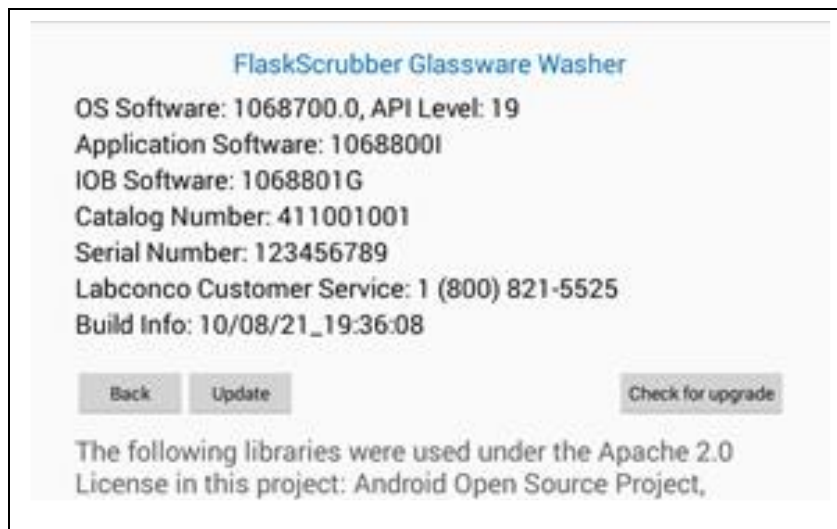 FlaskScrubber Glassware Washer
OS Software: 1068700.0, API Level: 19
Application Software: 1068800I
IOB Software: 1068801G
Catalog Number: 411001001
Serial Number: 123456789
Labconco Customer Service: 1 (800) 821-5525
Build Info: 10/08/21_19:36:08
Back Update Check for upgrade
The following libraries were used under the Apache 2.0
License in this project: Android Open Source Project,